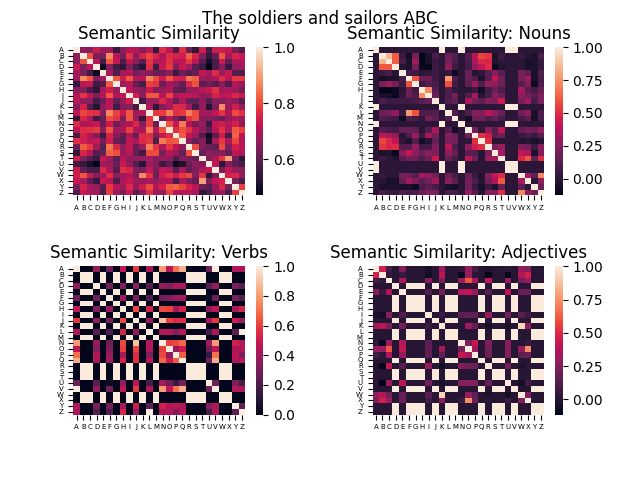 The soldiers and sailors ABC
Semantic Similarity
A
B
C
D
E
F
G
H
I
J
K
L
M
N
O
P
Q
R
S
T
U
V
W
X
Y
Z
A B C D E F G H I J K L M N O P Q R S T U V W X Y Z
1.0
0.8
0.6
Semantic Similarity: Nouns
A
B
C
D
E
F
G
H
I
J
K
L
M
N
O
P
Q
R
S
T
U
V
W
X
Y
Z
A B C D E F G H I J K L M N O P Q R S T U V W X Y Z
1.00
0.75
0.50
0.25
0.00
Semantic Similarity: Verbs
A
B
C
D
E
F
G
H
I
J
K
L
M
N
O
P
Q
R
S
T
U
V
W
X
Y
Z
A B C D E F G H I J K L M N O P Q R S T U V W X Y Z
1.0
0.8
0.6
0.4
0.2
0.0
Semantic Similarity: Adjectives
A
B
C
D
E
F
G
H
I
J
K
L
M
N
O
P
Q
R
S
T
U
V
W
X
Y
Z
A B C D E F G H I J K L M N O P Q R S T U V W X Y Z
1.00
0.75
0.50
0.25
0.00